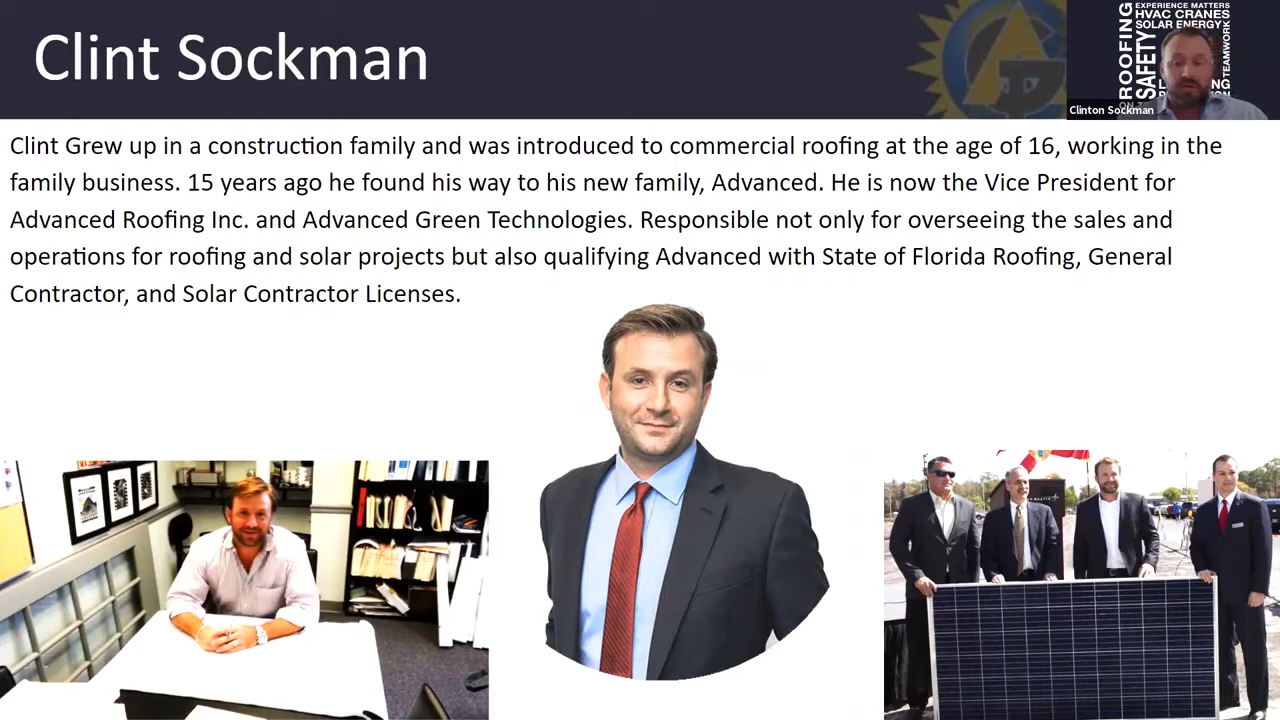 Clint Sockman
EXPERIENCE MATTERS
HVAC CRANES
SOLAR ENERGY
ROOFING
SAFETY
TEAMWORK
Clinton Sockman
Clint Grew up in a construction family and was introduced to commercial roofing at the age of 16, working in the
family business. 15 years ago he found his way to his new family, Advanced. He is now the Vice President for
Advanced Roofing Inc. and Advanced Green Technologies. Responsible not only for overseeing the sales and
operations for roofing and solar projects but also qualifying Advanced with State of Florida Roofing, General
Contractor, and Solar Contractor Licenses.